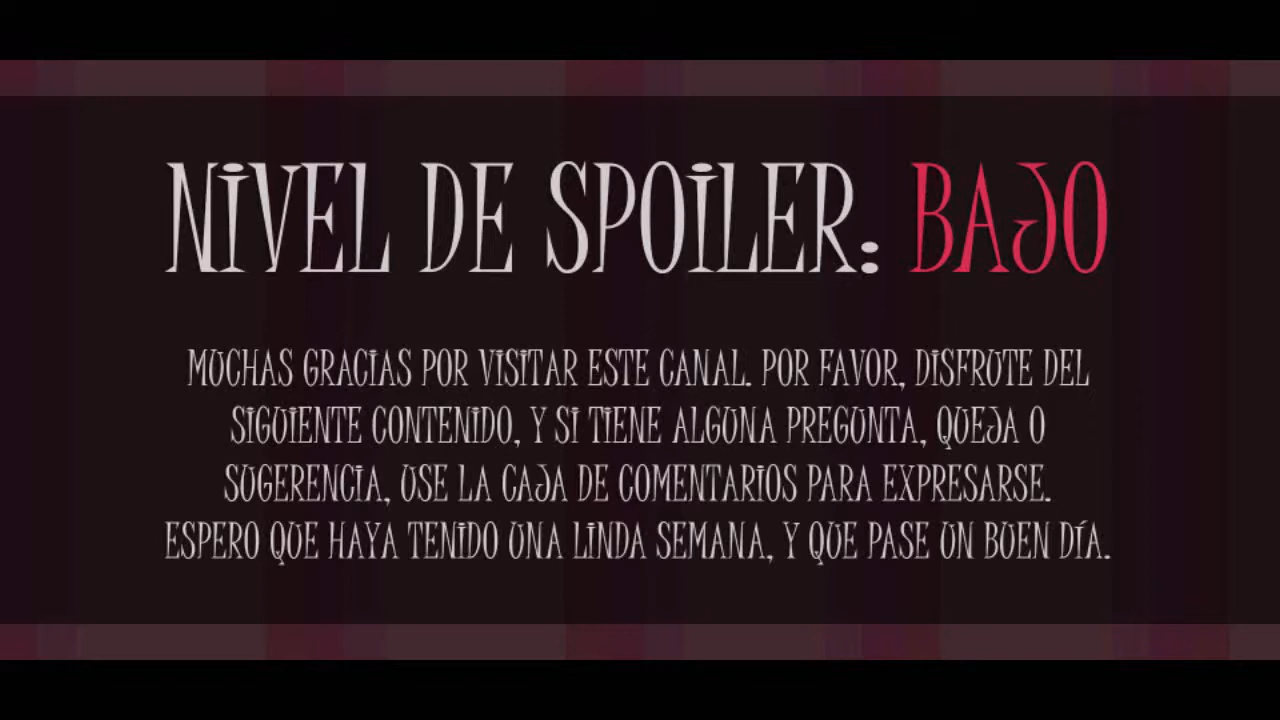 NIVEL DE SPOILER: BAJO
MUCHAS GRACIAS POR VISITAR ESTE CANAL. POR FAVOR, DISFRUTE DEL
SIGUIENTE CONTENIDO, Y SI TIENE ALGUNA PREGUNTA, QUEJA O
SUGERENCIA, USE LA CAJA DE COMENTARIOS PARA EXPRESARSE.
ESPERO QUE HAYA TENIDO UNA LINDA SEMANA, Y QUE PASE UN BUEN DÍA.